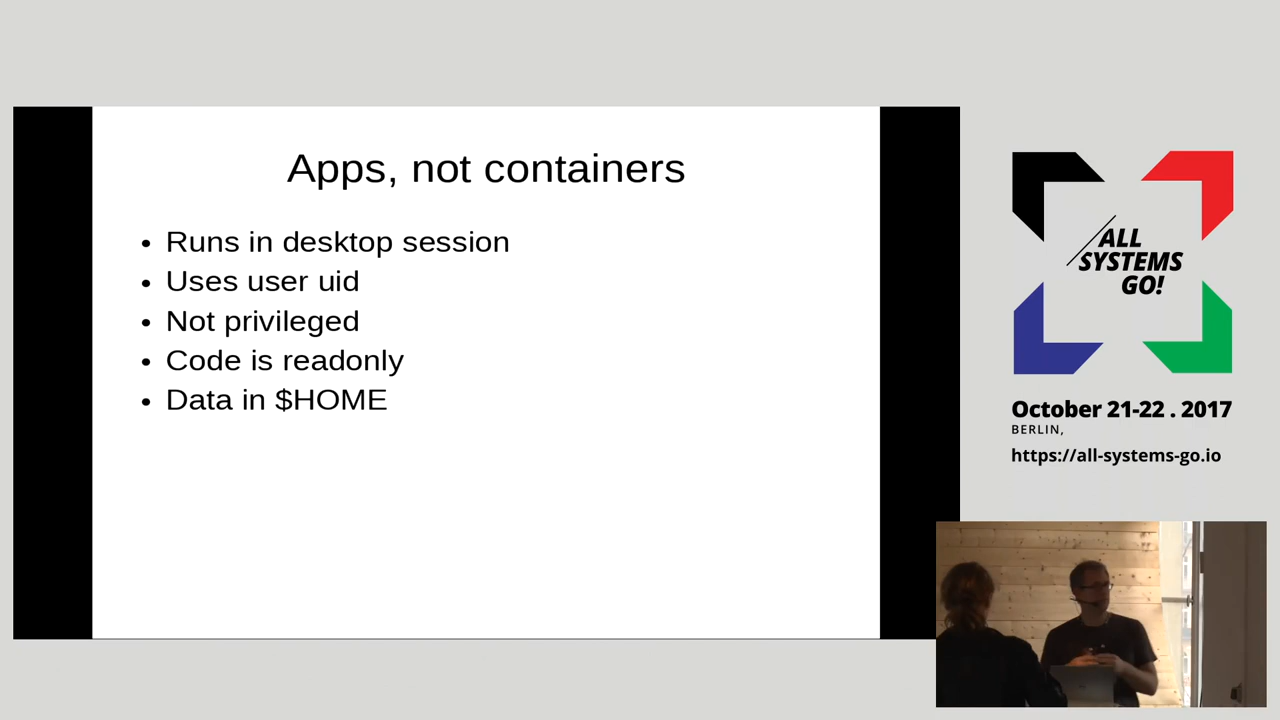 Apps, not containers
Runs in desktop session
Uses user uid
Not privileged
Code is readonly
Data in $HOME
ALL
SYSTEMS
GO!
October 21-22 . 2017
BERLIN,
https://all-systems-go.io